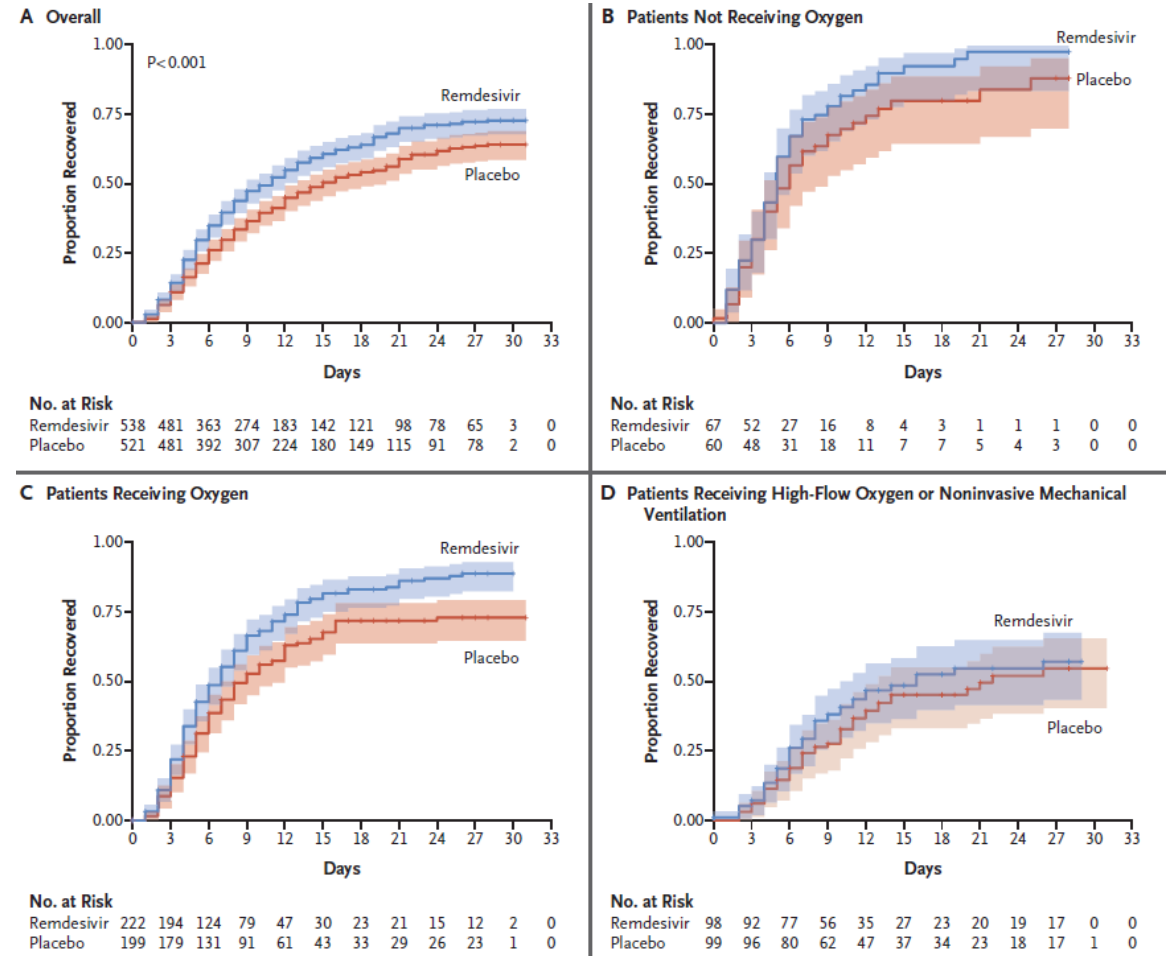 A Overall
1.00
P<0.001
0.75
0.50
0.25
0.00
Proportion Recovered
Remdesivir
Placebo
0 3 6 9 12 15 18 21 24 27 30 33
Days
No. at Risk
Remdesivir 538 481 363 274 183 142 121 98 78 65 3 0
Placebo 521 481 392 307 224 180 149 115 91 78 2 0
B Patients Not Receiving Oxygen
1.00
0.75
0.50
0.25
0.00
Proportion Recovered
Remdesivir
Placebo
0 3 6 9 12 15 18 21 24 27 30 33
Days
No. at Risk
Remdesivir 67 52 27 16 8 4 3 1 1 1 0 0
Placebo 60 48 31 18 11 7 7 5 4 3 0 0
C Patients Receiving Oxygen
1.00
0.75
0.50
0.25
0.00
Proportion Recovered
Remdesivir
Placebo
0 3 6 9 12 15 18 21 24 27 30 33
Days
No. at Risk
Remdesivir 222 194 124 79 47 30 23 21 15 12 2 0
Placebo 199 179 131 91 61 43 33 29 26 23 1 0
D Patients Receiving High-Flow Oxygen or Noninvasive Mechanical
Ventilation
1.00
0.75
0.50
0.25
0.00
Proportion Recovered
Remdesivir
Placebo
0 3 6 9 12 15 18 21 24 27 30 33
Days
No. at Risk
Remdesivir 98 92 77 56 35 27 23 20 19 17 0 0
Placebo 99 96 80 62 47 37 34 23 18 17 1 0